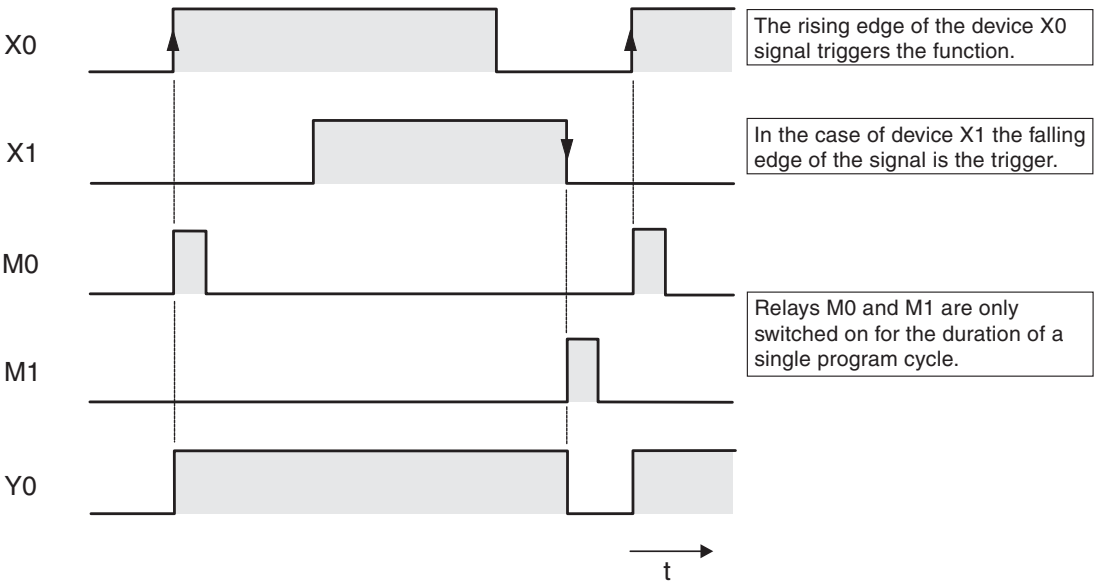 X0
The rising edge of the device X0
signal triggers the function.
X1
In the case of device X1 the falling
edge of the signal is the trigger.
M0
Relays M0 and M1 are only
switched on for the duration of a
single program cycle.
M1
Y0
t